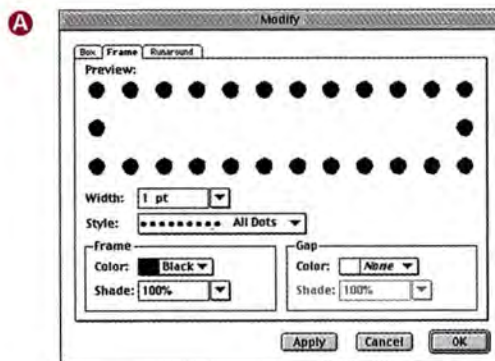 A
Modify
Box Frame Runaround
Preview:
Width: 1 pt
Style: All Dots
Frame Gap
Color: Black Color: None
Shade: 100% Shade: 100%
Apply Cancel OK